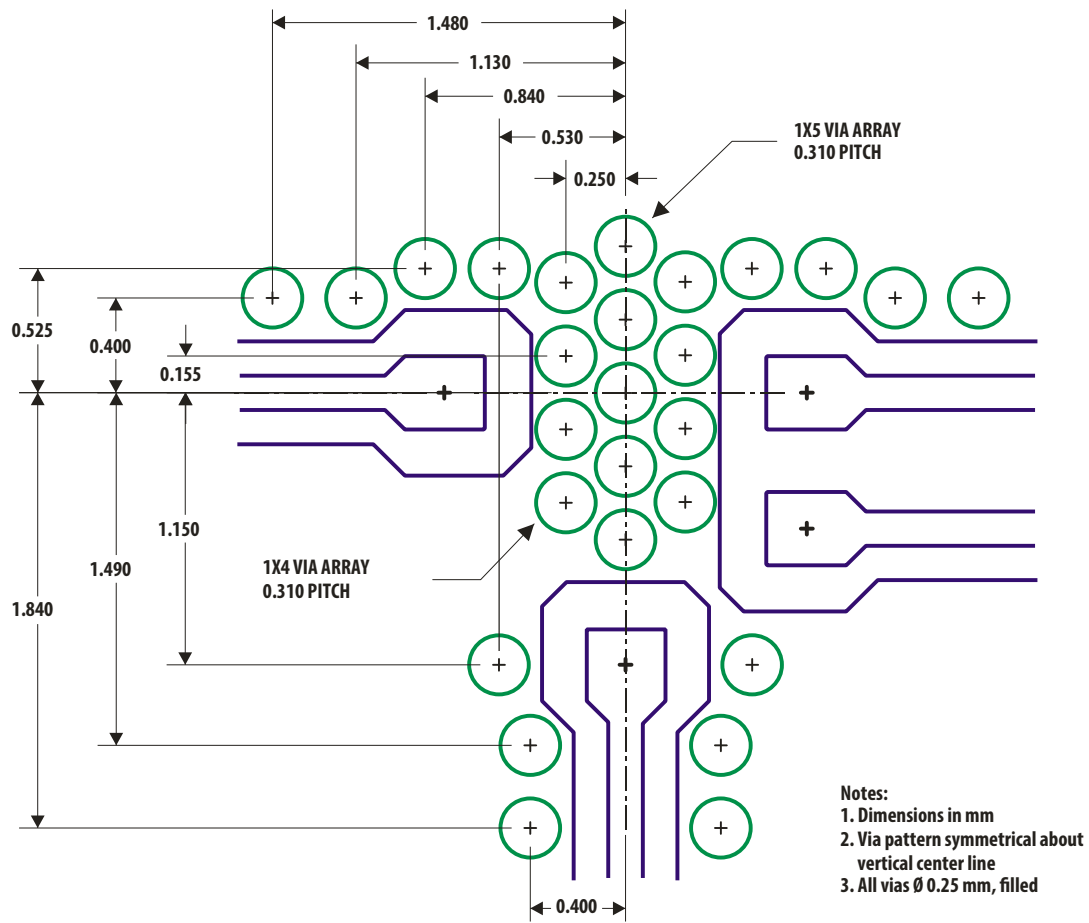 1.480
1.130
0.840
0.530
0.250
1X5 VIA ARRAY
0.310 PITCH
0.525
0.400
0.155
1.150
1.490
1.840
1X4 VIA ARRAY
0.310 PITCH
Notes:
1. Dimensions in mm
2. Via pattern symmetrical about
vertical center line
3. All vias Ø 0.25 mm, filled
0.400